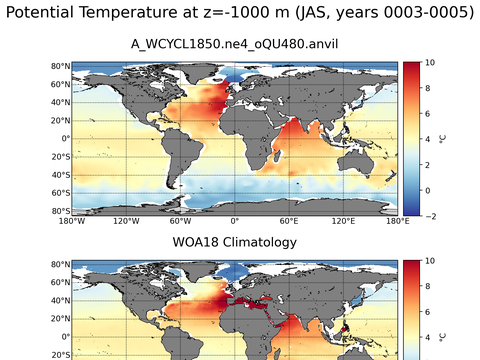 Potential Temperature at z=-1000 m (JAS, years 0003-0005)
A_WCYCL1850.ne4_oQU480.anvil
80°N
60°N
40°N
20°N
0°
20°S
40°S
60°S
80°S
180°W 120°W 60°W 0° 60°E 120°E 180°E
10
8
6
4
2
0
−2
°C
WOA18 Climatology
80°N
60°N
40°N
20°N
0°
20°S
10
8
6
4
°C